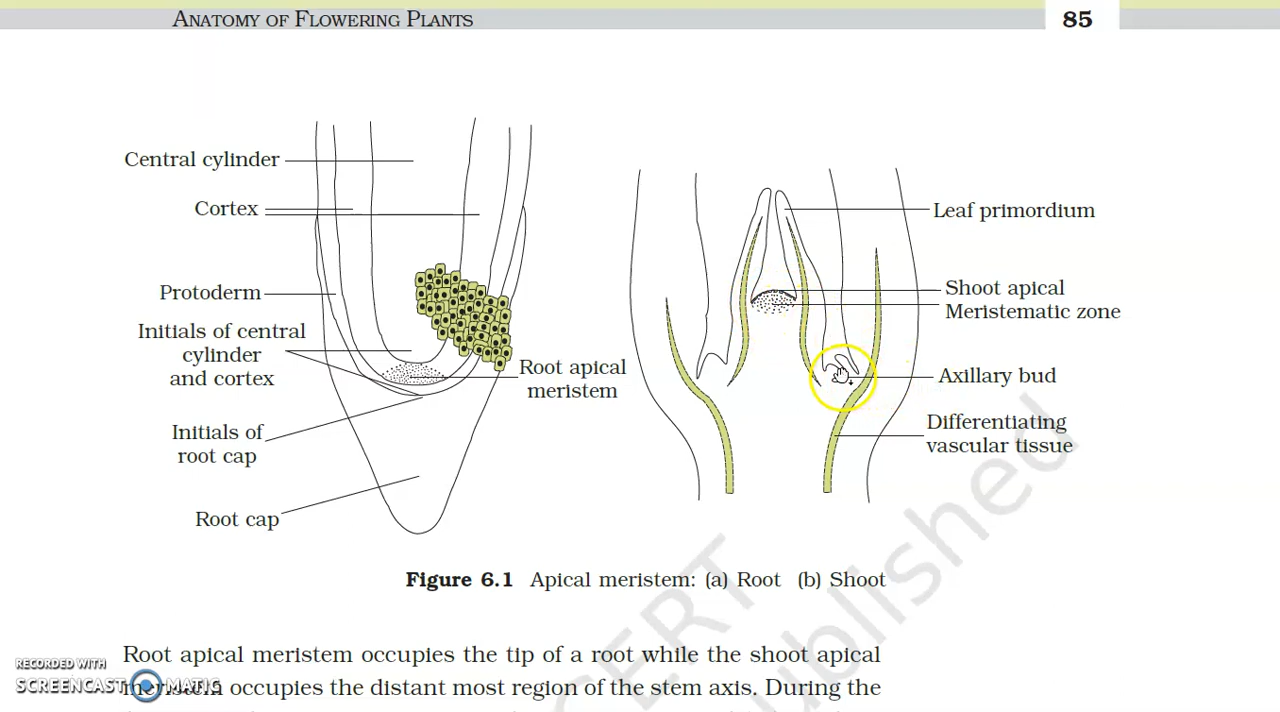 ANATOMY OF FLOWERING PLANTS
85
Central cylinder
Cortex
Protoderm
Initials of central
cylinder
and cortex
Initials of
root cap
Root cap
Root apical
meristem
Leaf primordium
Shoot apical
Meristematic zone
Axillary bud
Differentiating
vascular tissue
Figure 6.1 Apical meristem: (a) Root (b) Shoot
Root apical meristem occupies the tip of a root while the shoot apical
meristem occupies the distant most region of the stem axis. During the
RECORDED WITH
SCREENCAST MATIC